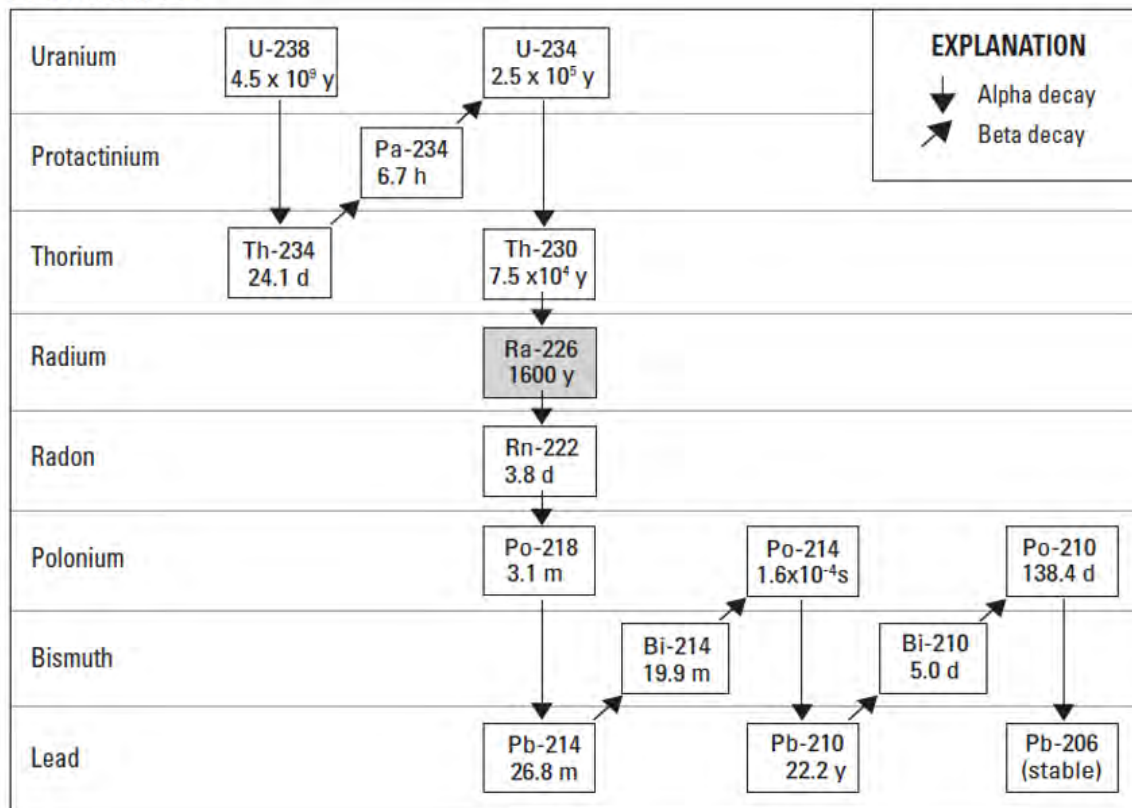 Uranium
U-238
4.5 x 10⁹ y
U-234
2.5 x 10⁵ y
EXPLANATION
Alpha decay
Beta decay
Protactinium
Pa-234
6.7 h
Thorium
Th-234
24.1 d
Th-230
7.5 x10⁴ y
Radium
Ra-226
1600 y
Radon
Rn-222
3.8 d
Polonium
Po-218
3.1 m
Po-214
1.6x10⁻⁴s
Po-210
138.4 d
Bismuth
Bi-214
19.9 m
Bi-210
5.0 d
Lead
Pb-214
26.8 m
Pb-210
22.2 y
Pb-206
(stable)